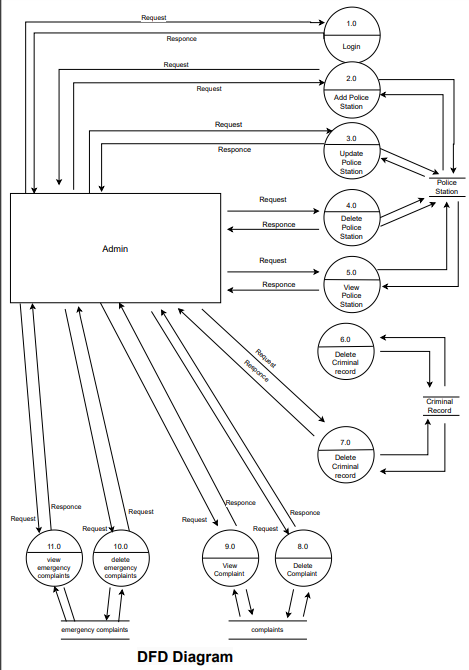 Request
1.0
Responce
Login
Request
2.0
Request
Add Police
Station
Request
3.0
Responce
Update
Police
Station
Police
Station
Request
4.0
Responce
Delete
Police
Station
Admin
Request
5.0
Responce
View
Police
Station
6.0
Delete
Criminal
record
Request
Responce
Criminal
Record
7.0
Delete
Criminal
record
Responce
Request
Request
Request
Responce
Request
Request
Responce
11.0
view
emergency
complaints
10.0
delete
emergency
complaints
9.0
View
Complaint
8.0
Delete
Complaint
emergency complaints
complaints
DFD Diagram